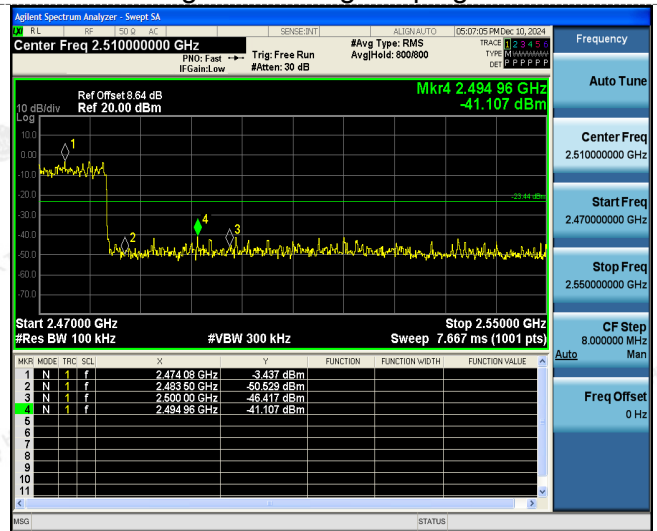 Agilent Spectrum Analyzer - Swept SA
RL RF 50 Ω AC SENSE:INT ALIGN AUTO 05:07:05 PM Dec 10, 2024
Center Freq 2.510000000 GHz
PNO: Fast
IFGain:Low
Trig: Free Run
#Atten: 30 dB
#Avg Type: RMS
Avg|Hold: 800/800
TRACE 1 2 3 4 5 6
TYPE M
DET P P P P P P
Frequency
Auto Tune
Center Freq
2.510000000 GHz
Start Freq
2.470000000 GHz
Stop Freq
2.550000000 GHz
CF Step
8.000000 MHz
Auto Man
Freq Offset
0 Hz
Mkr4 2.494 96 GHz
-41.107 dBm
Ref Offset 8.64 dB
10 dB/div Ref 20.00 dBm
Log
10.0
0.00
-10.0
-20.0
-30.0
-40.0
-50.0
-60.0
-70.0
1
2
3
4
-23.44 dBm
Start 2.47000 GHz Stop 2.55000 GHz
#Res BW 100 kHz #VBW 300 kHz Sweep 7.667 ms (1001 pts)
MKR MODE TRC SCL X Y FUNCTION FUNCTION WIDTH FUNCTION VALUE
1 N 1 f 2.474 08 GHz -3.437 dBm
2 N 1 f 2.483 50 GHz -50.529 dBm
3 N 1 f 2.500 00 GHz -46.417 dBm
4 N 1 f 2.494 96 GHz -41.107 dBm
5
6
7
8
9
10
11
MSG STATUS